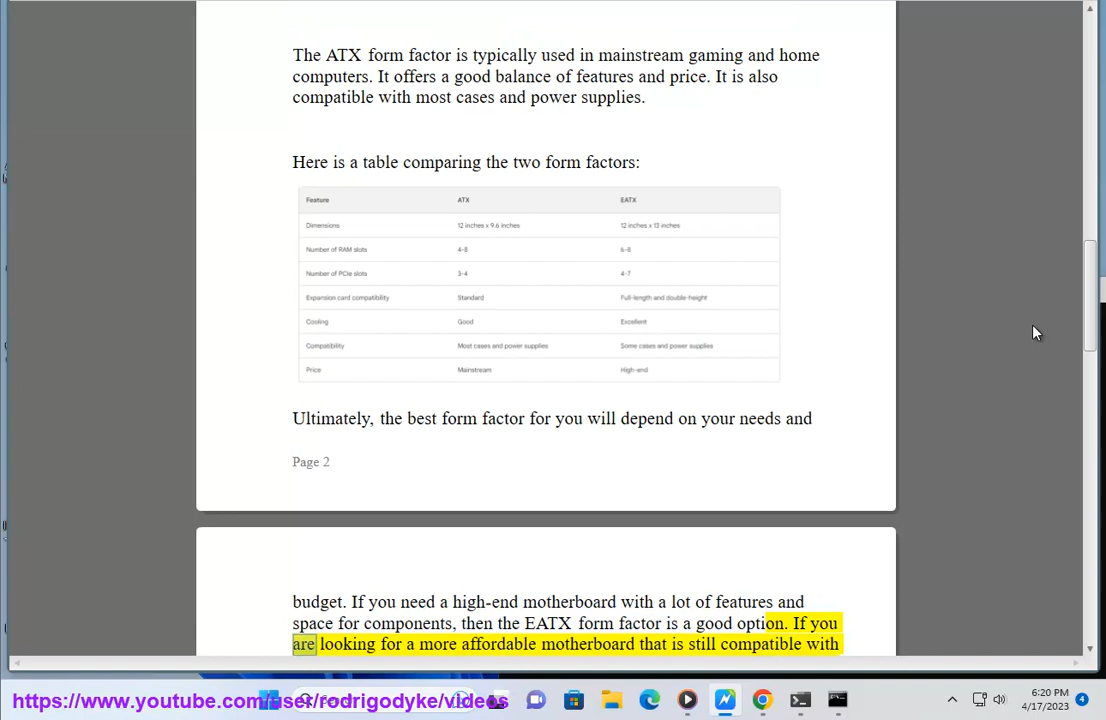 The ATX form factor is typically used in mainstream gaming and home
computers. It offers a good balance of features and price. It is also
compatible with most cases and power supplies.
Here is a table comparing the two form factors:
Feature ATX EATX
Dimensions 12 inches x 9.6 inches 12 inches x 13 inches
Number of RAM slots 4-8 6-8
Number of PCIe slots 3-4 4-7
Expansion card compatibility Standard Full-length and double-height
Cooling Good Excellent
Compatibility Most cases and power supplies Some cases and power supplies
Price Mainstream High-end
Ultimately, the best form factor for you will depend on your needs and
Page 2
budget. If you need a high-end motherboard with a lot of features and
space for components, then the EATX form factor is a good option. If you
are looking for a more affordable motherboard that is still compatible with
https://www.youtube.com/user/rodrigodyke/videos
6:20 PM
4/17/2023
4